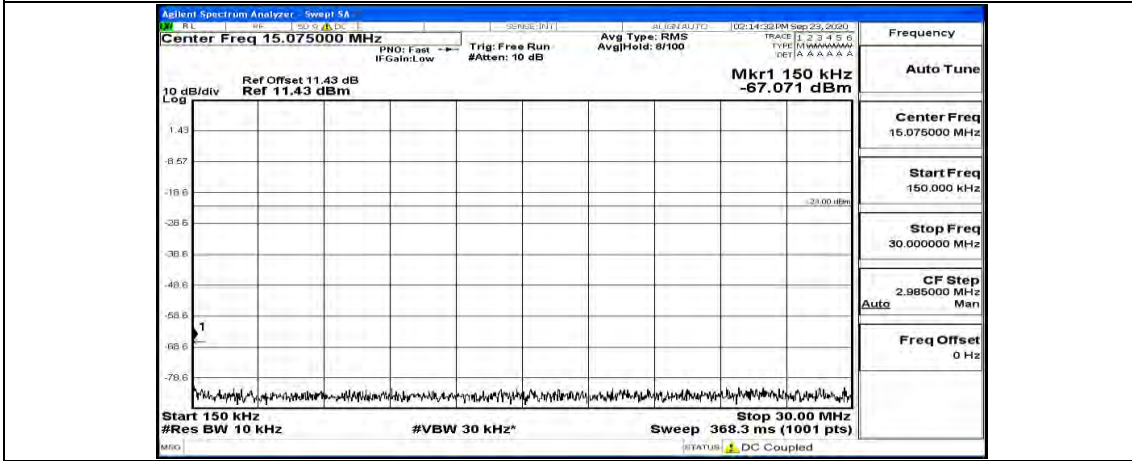 Agilent Spectrum Analyzer - Swept SA
RL RF 50 Ω DC SENSE:INT ALIGN AUTO 02:14:32 PM Sep 23, 2020
Center Freq 15.075000 MHz
PNO: Fast
IFGain:Low
Trig: Free Run
#Atten: 10 dB
Avg Type: RMS
Avg|Hold: 8/100
TRACE 1 2 3 4 5 6
TYPE M
DET A A A A A A
Frequency
Ref Offset 11.43 dB
10 dB/div Ref 11.43 dBm
Log
Mkr1 150 kHz
-67.071 dBm
Auto Tune
1.43
-8.57
-18.6
-28.6
-38.6
-48.6
-58.6
-68.6
-78.6
-23.00 dBm
1
Center Freq
15.075000 MHz
Start Freq
150.000 kHz
Stop Freq
30.000000 MHz
CF Step
2.985000 MHz
Auto Man
Freq Offset
0 Hz
Start 150 kHz Stop 30.00 MHz
#Res BW 10 kHz #VBW 30 kHz* Sweep 368.3 ms (1001 pts)
MSG STATUS DC Coupled